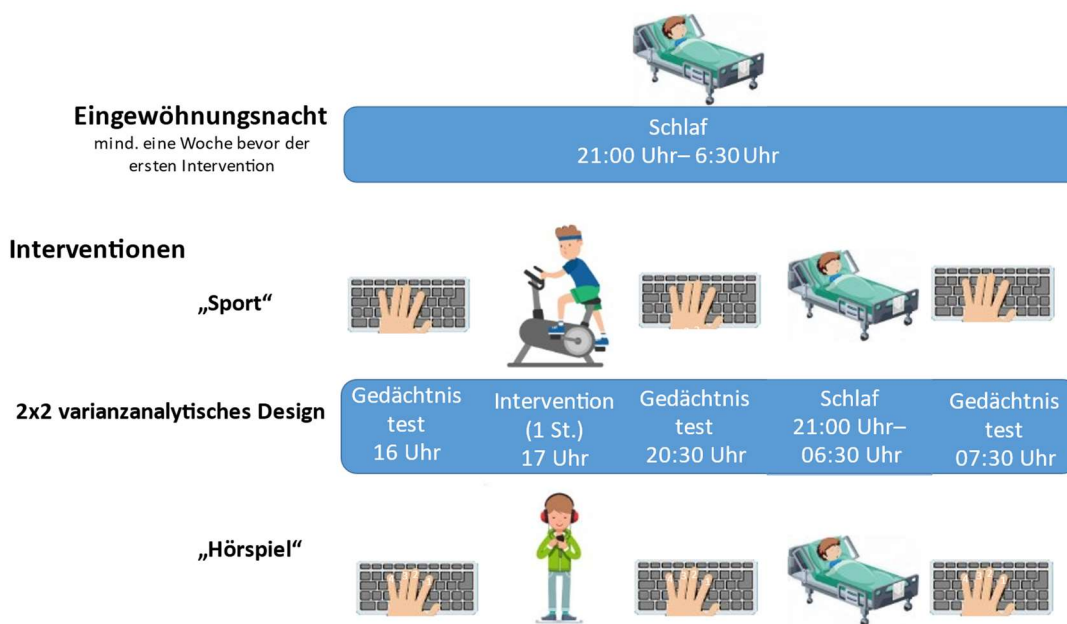 Eingewöhnungsnacht
mind. eine Woche bevor der
ersten Intervention
Schlaf
21:00 Uhr– 6:30 Uhr
Interventionen
„Sport“
2x2 varianzanalytisches Design
Gedächtnis
test
16 Uhr
Intervention
(1 St.)
17 Uhr
Gedächtnis
test
20:30 Uhr
Schlaf
21:00 Uhr–
06:30 Uhr
Gedächtnis
test
07:30 Uhr
„Hörspiel“